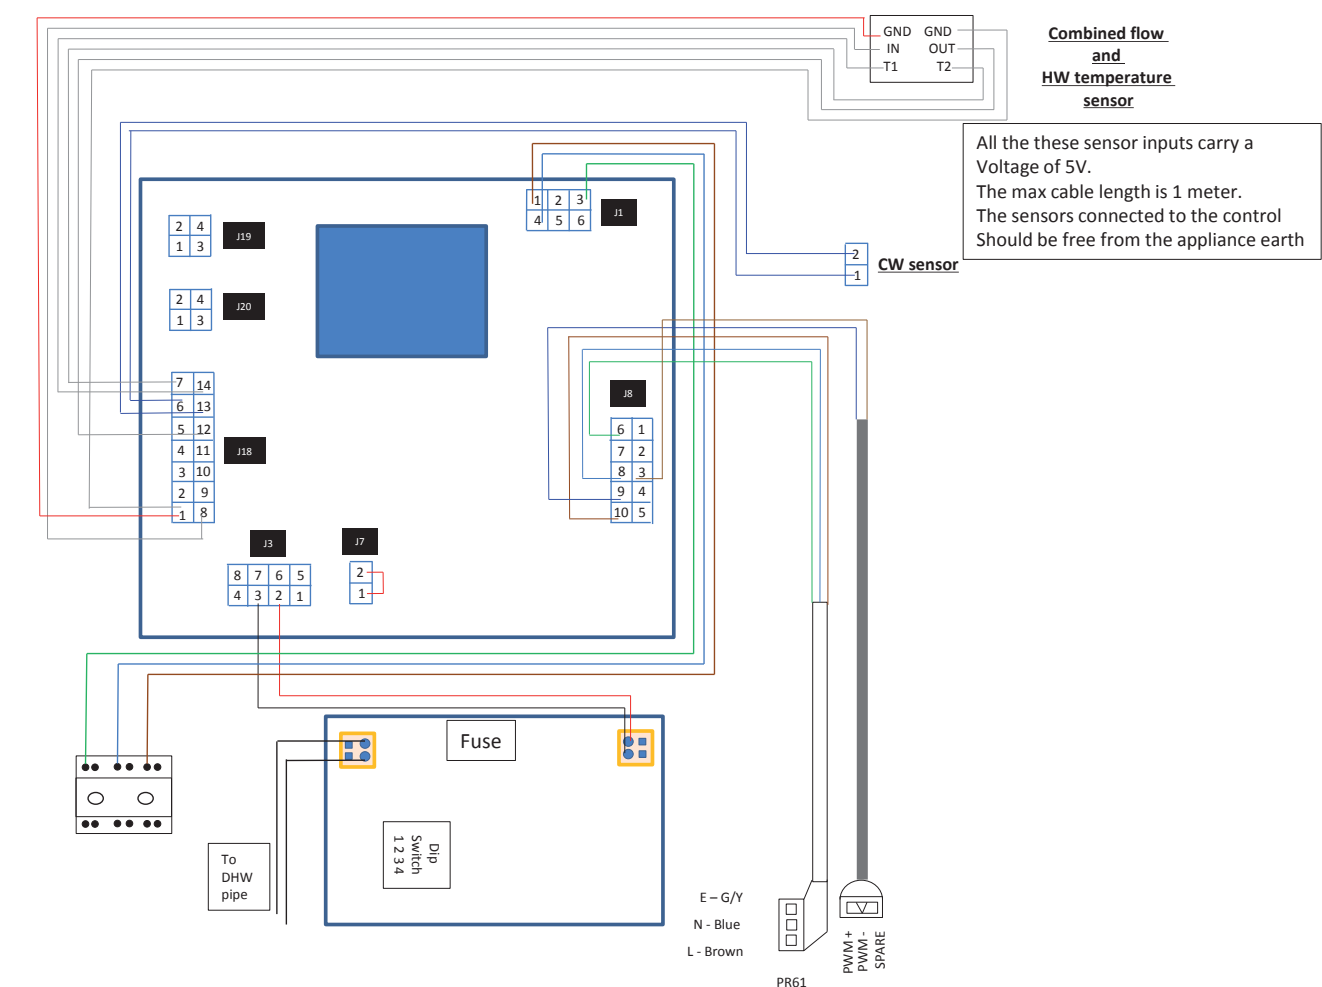 GND GND
IN OUT
T1 T2
Combined flow
and
HW temperature
sensor
All the these sensor inputs carry a
Voltage of 5V.
The max cable length is 1 meter.
The sensors connected to the control
Should be free from the appliance earth
1 2 3
4 5 6
J1
2 4
1 3
J19
2
1
CW sensor
2 4
1 3
J20
7 14
6 13
5 12
4 11
3 10
2 9
1 8
J18
J8
6 1
7 2
8 3
9 4
10 5
J3
8 7 6 5
4 3 2 1
J7
2
1
Fuse
Dip
Switch
1 2 3 4
To
DHW
pipe
E – G/Y
N - Blue
L - Brown
PR61
PWM +
PWM -
SPARE